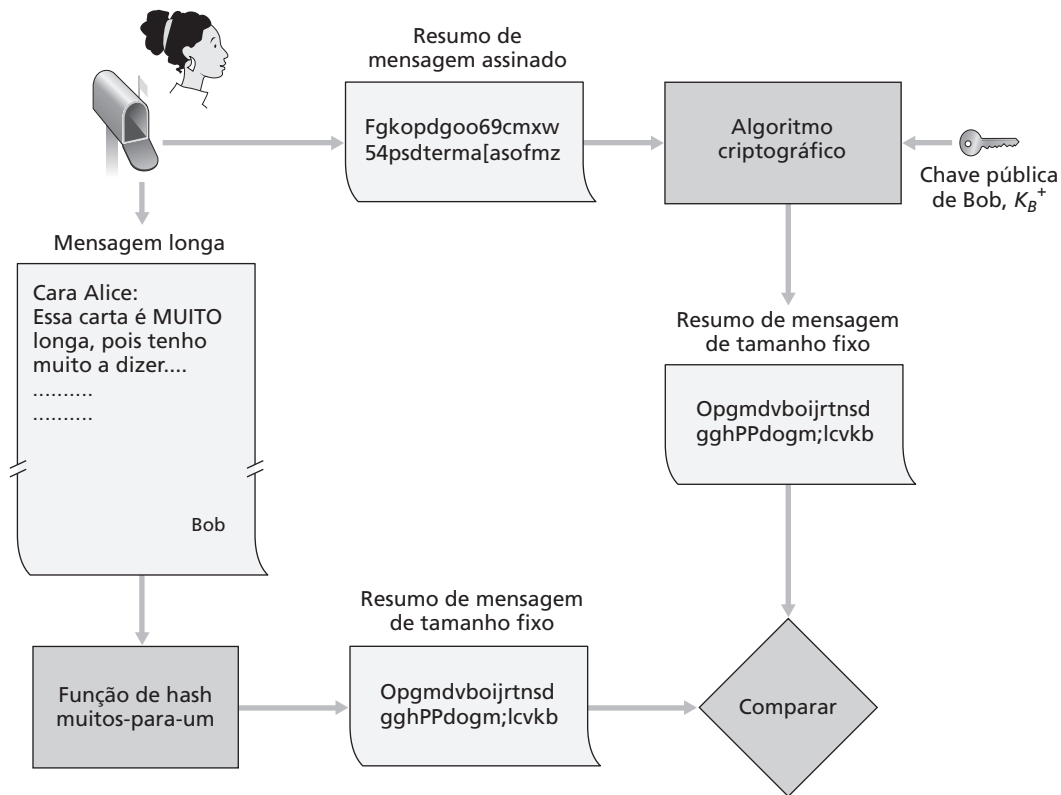 Resumo de
mensagem assinado
Fgkopdgoo69cmxw
54psdterma[asofmz
Algoritmo
criptográfico
Chave pública
de Bob, K_B^+
Mensagem longa
Cara Alice:
Essa carta é MUITO
longa, pois tenho
muito a dizer....
..........
..........
Bob
Resumo de mensagem
de tamanho fixo
Opgmdvboijrtnsd
gghPPdogm;lcvkb
Função de hash
muitos-para-um
Resumo de mensagem
de tamanho fixo
Opgmdvboijrtnsd
gghPPdogm;lcvkb
Comparar